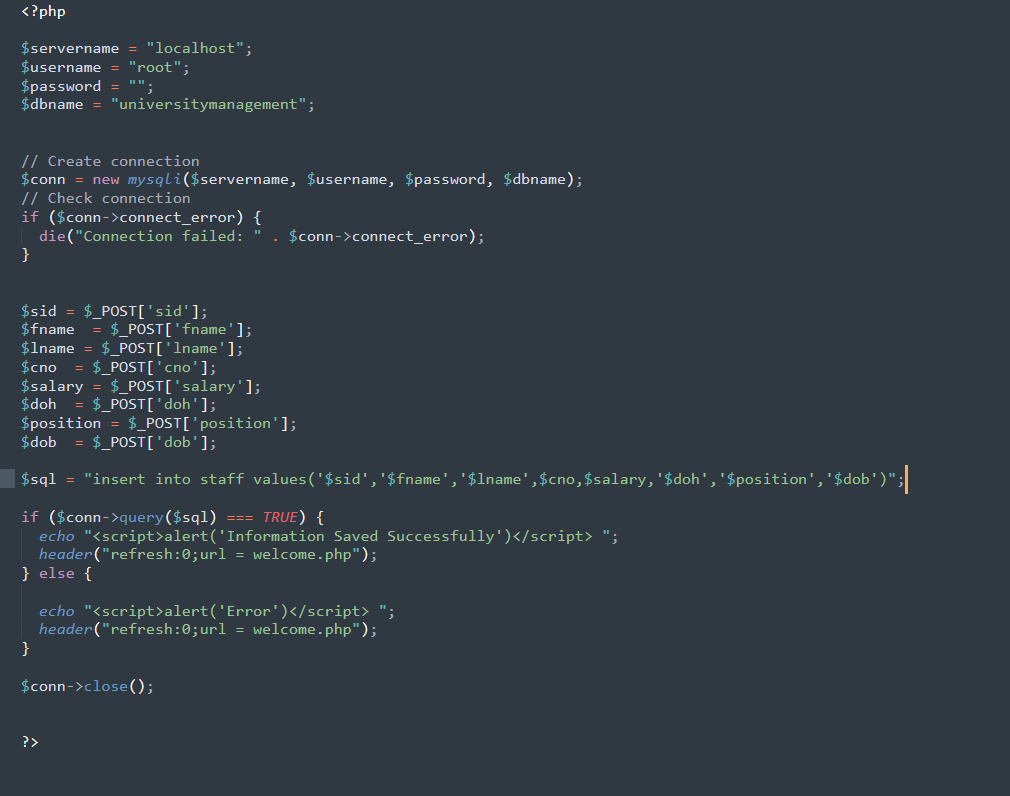 <?php
$servername = "localhost";
$username = "root";
$password = "";
$dbname = "universitymanagement";
// Create connection
$conn = new mysqli($servername, $username, $password, $dbname);
// Check connection
if ($conn->connect_error) {
  die("Connection failed: " . $conn->connect_error);
}
$sid = $_POST['sid'];
$fname  = $_POST['fname'];
$lname = $_POST['lname'];
$cno  = $_POST['cno'];
$salary = $_POST['salary'];
$doh  = $_POST['doh'];
$position = $_POST['position'];
$dob  = $_POST['dob'];
$sql = "insert into staff values('$sid','$fname','$lname',$cno,$salary,'$doh','$position','$dob')";
if ($conn->query($sql) === TRUE) {
  echo "<script>alert('Information Saved Successfully')</script> ";
  header("refresh:0;url = welcome.php");
} else {
  echo "<script>alert('Error')</script> ";
  header("refresh:0;url = welcome.php");
}
$conn->close();
?>